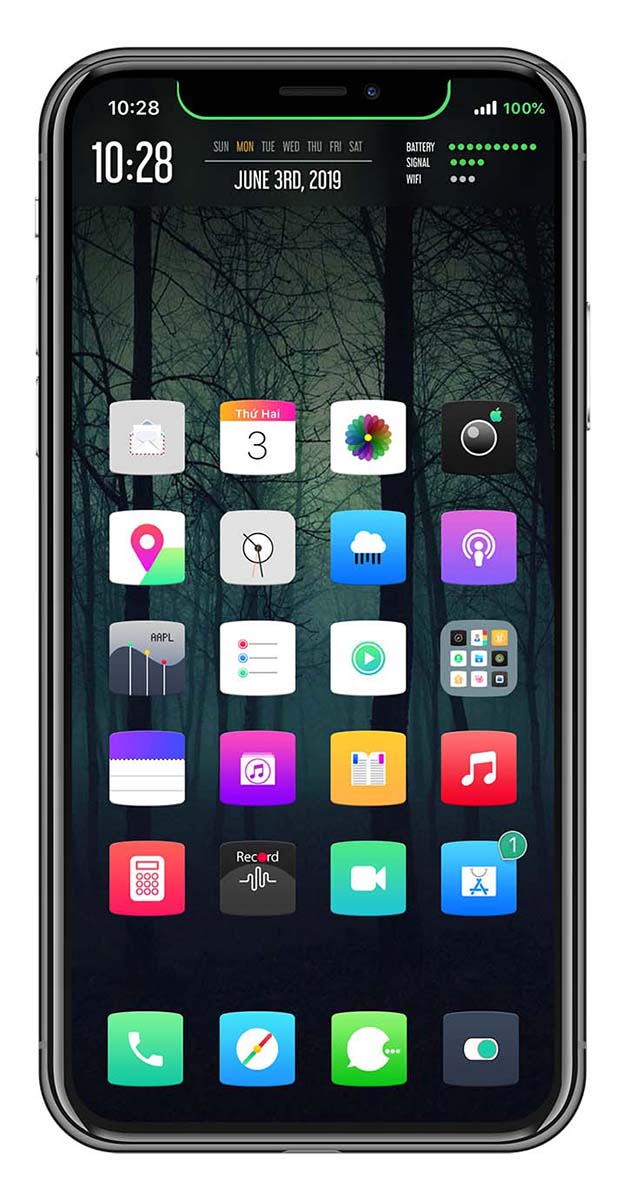 10:28
100%
10:28
SUN MON TUE WED THU FRI SAT
JUNE 3RD, 2019
BATTERY
SIGNAL
WIFI
Thứ Hai
3
AAPL
Record
1